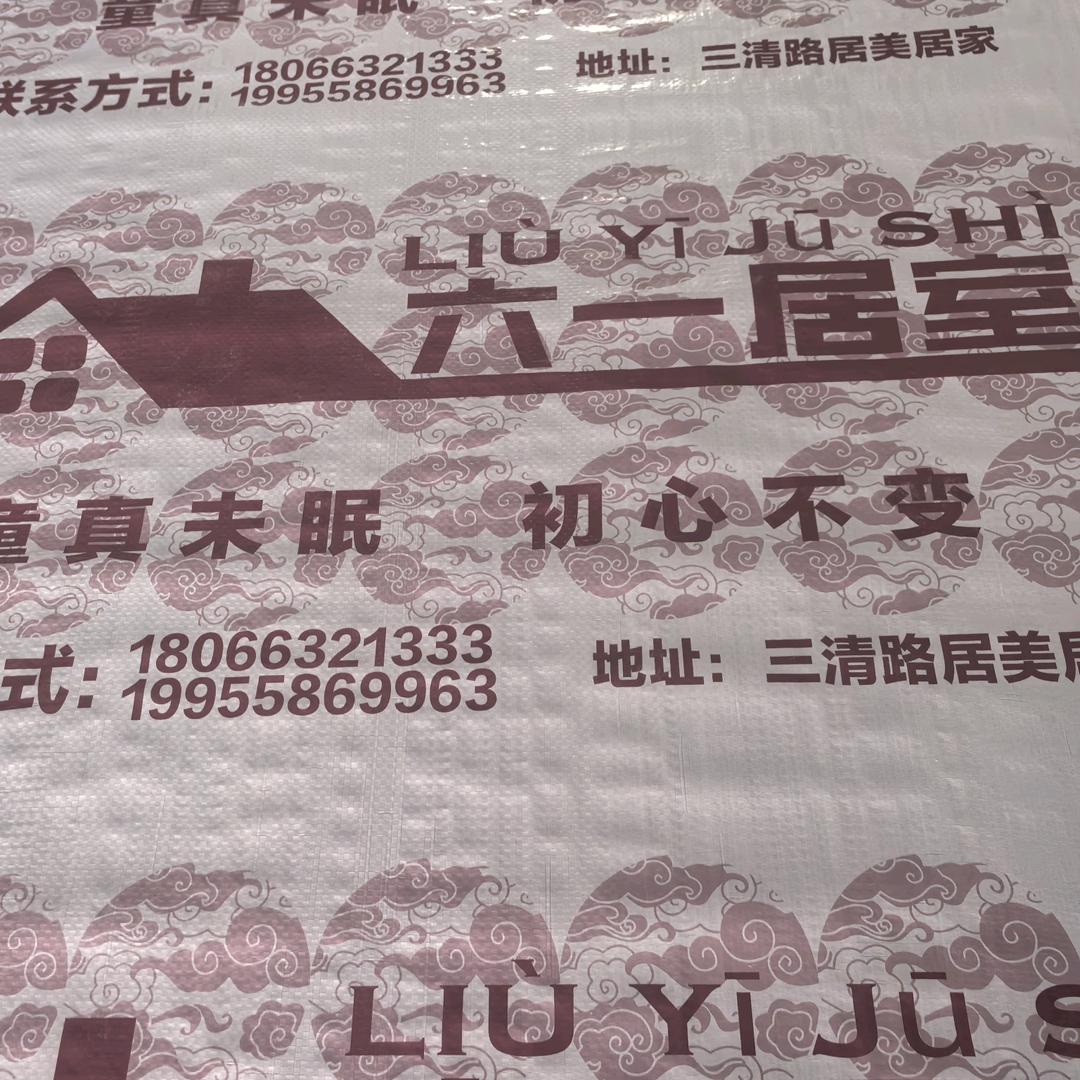 童真未眠 初
联系方式：18066321333
19955869963
地址：三清路居美居家
LIÙ YĪ JŪ SHÌ
六一居室
童真未眠 初心不变
式：18066321333
19955869963
地址：三清路居美居
LIÙ YĪ JŪ S